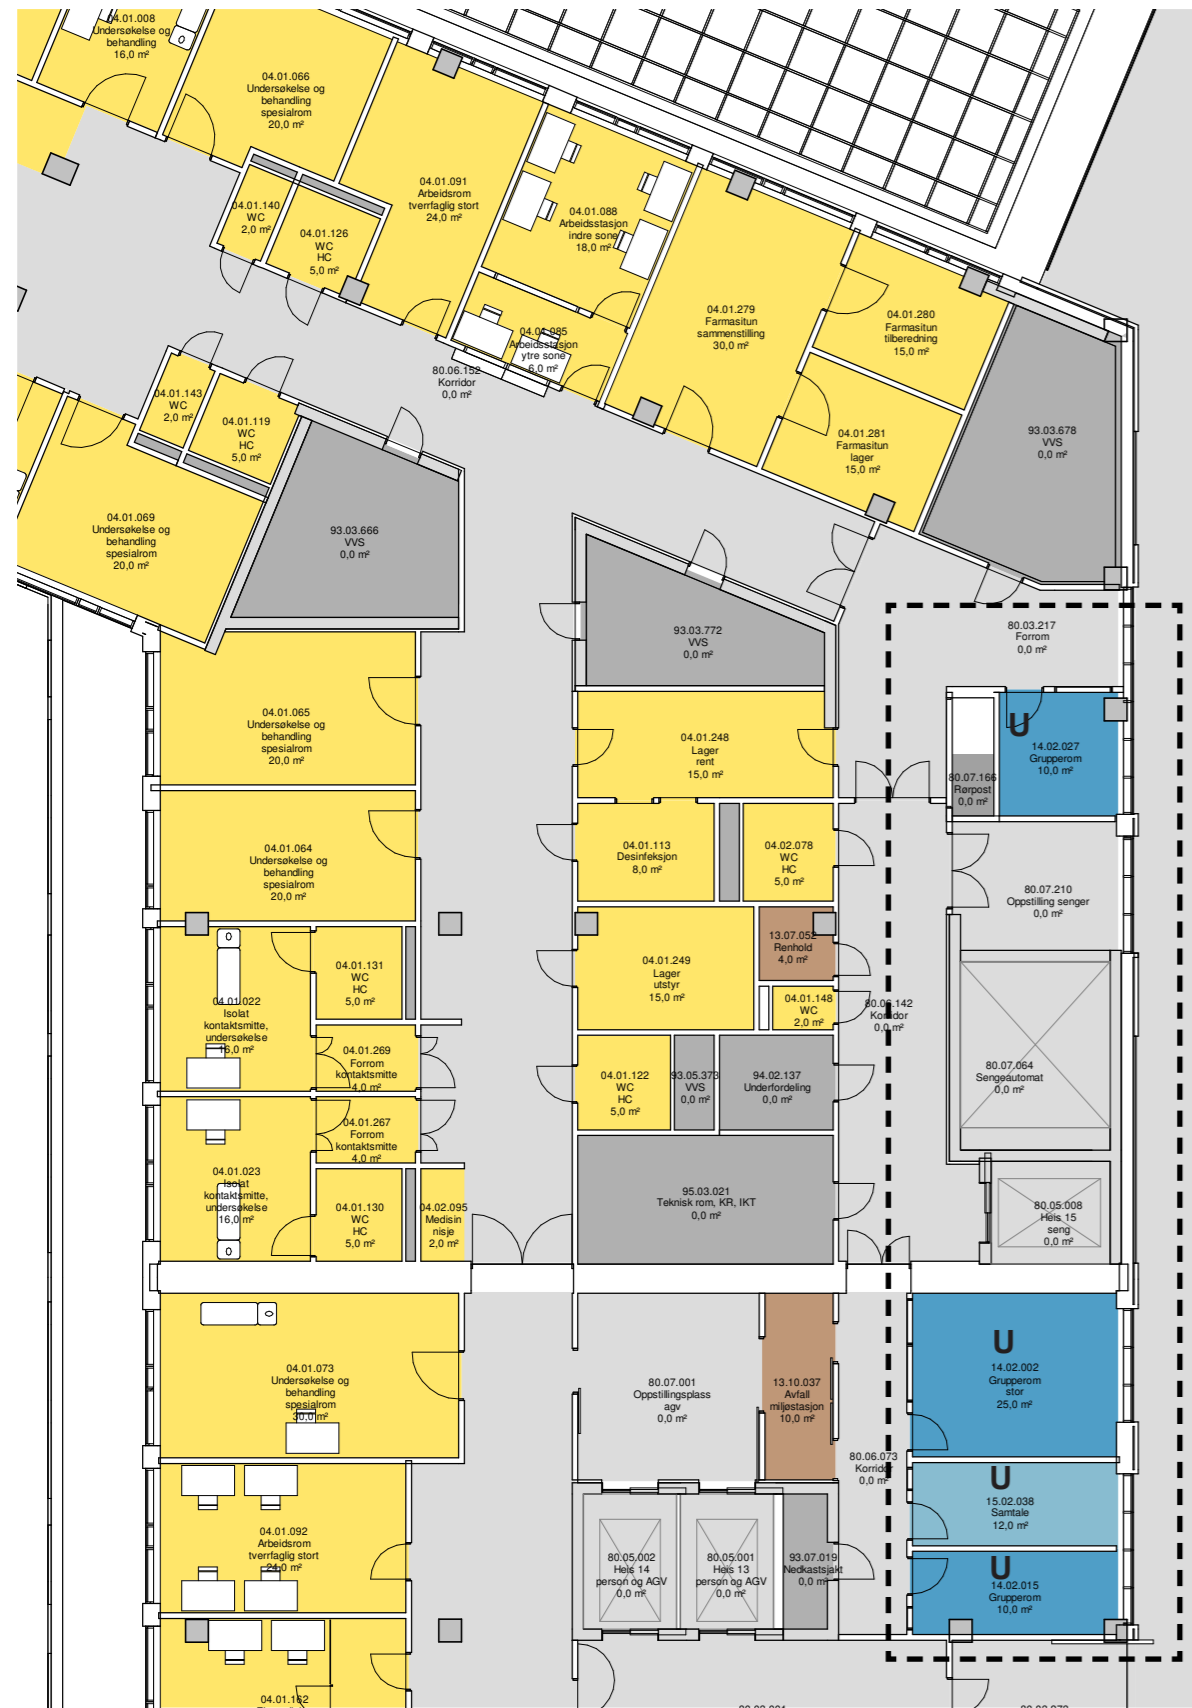 04.01.008
Undersøkelse og
behandling
16,0 m²
04.01.066
Undersøkelse og
behandling
spesialrom
20,0 m²
04.01.091
Arbeidsrom
tverrfaglig stort
24,0 m²
04.01.140
WC
2,0 m²
04.01.126
WC
HC
5,0 m²
04.01.088
Arbeidsstasjon
indre sone
18,0 m²
04.01.085
Arbeidsstasjon
ytre sone
6,0 m²
04.01.279
Farmasitun
sammenstilling
30,0 m²
04.01.280
Farmasitun
tilberedning
15,0 m²
80.06.152
Korridor
0,0 m²
04.01.143
WC
2,0 m²
04.01.119
WC
HC
5,0 m²
04.01.281
Farmasitun
lager
15,0 m²
93.03.678
VVS
0,0 m²
04.01.069
Undersøkelse og
behandling
spesialrom
20,0 m²
93.03.666
VVS
0,0 m²
93.03.772
VVS
0,0 m²
80.03.217
Forrom
0,0 m²
04.01.065
Undersøkelse og
behandling
spesialrom
20,0 m²
04.01.248
Lager
rent
15,0 m²
U
14.02.027
Grupperom
10,0 m²
80.07.166
Rørpost
0,0 m²
04.01.064
Undersøkelse og
behandling
spesialrom
20,0 m²
04.01.113
Desinfeksjon
8,0 m²
04.02.078
WC
HC
5,0 m²
80.07.210
Oppstilling senger
0,0 m²
04.01.131
WC
HC
5,0 m²
04.01.249
Lager
utstyr
15,0 m²
13.07.052
Renhold
4,0 m²
04.01.022
Isolat
kontaktsmitte,
undersøkelse
16,0 m²
04.01.148
WC
2,0 m²
80.06.142
Korridor
0,0 m²
04.01.269
Forrom
kontaktsmitte
4,0 m²
04.01.122
WC
HC
5,0 m²
93.05.373
VVS
0,0 m²
94.02.137
Underfordeling
0,0 m²
80.07.064
Sengeautomat
0,0 m²
04.01.267
Forrom
kontaktsmitte
4,0 m²
04.01.023
Isolat
kontaktsmitte,
undersøkelse
16,0 m²
04.01.130
WC
HC
5,0 m²
04.02.095
Medisin
nisje
2,0 m²
95.03.021
Teknisk rom, KR, IKT
0,0 m²
80.05.008
Heis 15
seng
0,0 m²
04.01.073
Undersøkelse og
behandling
spesialrom
30,0 m²
80.07.001
Oppstillingsplass
agv
0,0 m²
13.10.037
Avfall
miljøstasjon
10,0 m²
U
14.02.002
Grupperom
stor
25,0 m²
80.06.073
Korridor
0,0 m²
U
15.02.038
Samtale
12,0 m²
04.01.092
Arbeidsrom
tverrfaglig stort
24,0 m²
80.05.002
Heis 14
person og AGV
0,0 m²
80.05.001
Heis 13
person og AGV
0,0 m²
93.07.019
Nedkastsjakt
0,0 m²
U
14.02.015
Grupperom
10,0 m²
04.01.162